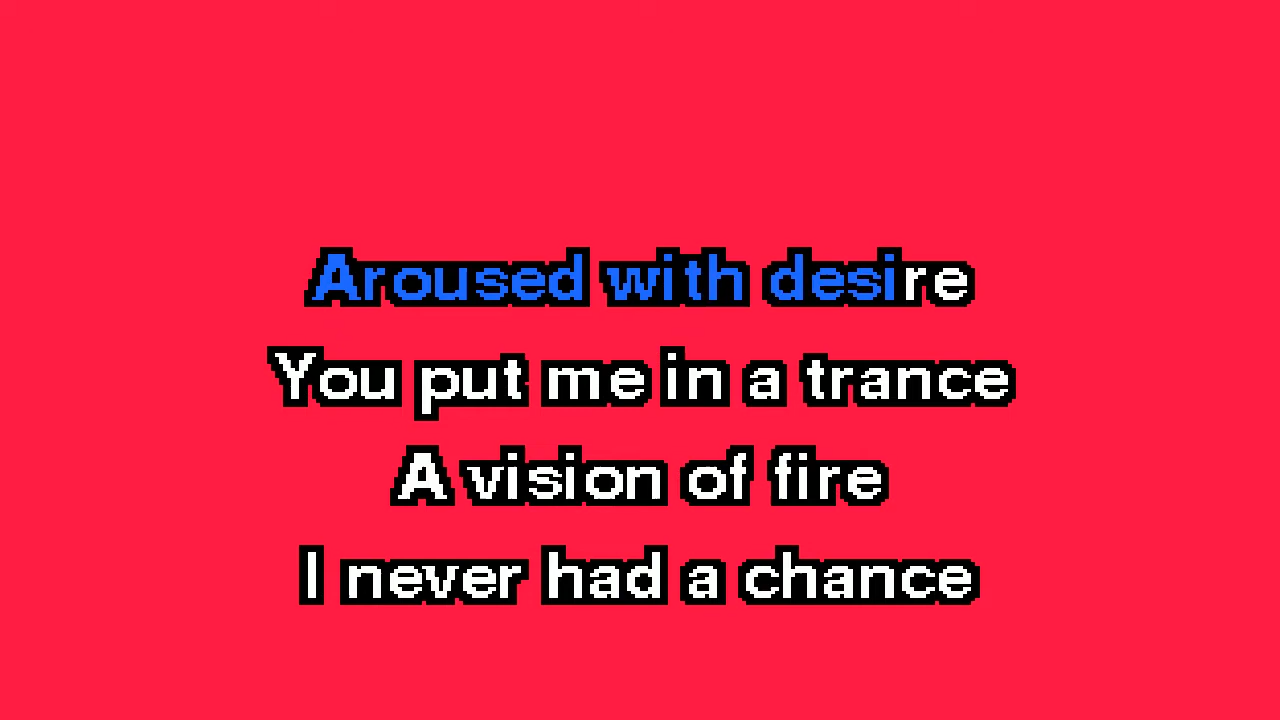 Aroused with desire
You put me in a trance
A vision of fire
I never had a chance